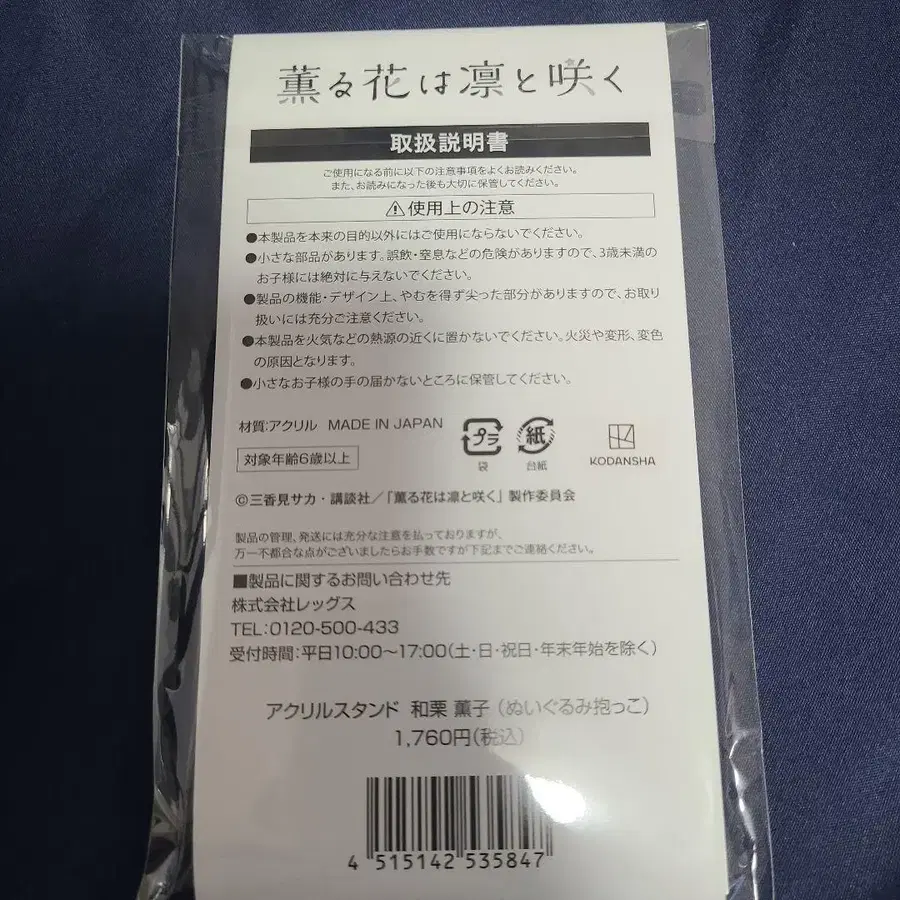 薫る花は凛と咲く
取扱説明書
ご使用になる前に以下の注意事項をよくお読みください。
また、お読みになった後も大切に保管してください。
⚠使用上の注意
●本製品を本来の目的以外にはご使用にならないでください。
●小さな部品があります。誤飲・窒息などの危険がありますので、3歳未満の
お子様には絶対に与えないでください。
●製品の機能・デザイン上、やむを得ず尖った部分がありますので、お取り
扱いには充分ご注意ください。
●本製品を火気などの熱源の近くに置かないでください。火災や変形、変色
の原因となります。
●小さなお子様の手の届かないところに保管してください。
材質:アクリル MADE IN JAPAN
プラ
袋
紙
台紙
KODANSHA
対象年齢6歳以上
©三香見サカ・講談社/「薫る花は凛と咲く」製作委員会
製品の管理、発送には充分な注意を払っておりますが、
万一不都合な点がございましたらお手数ですが下記までご連絡ください。
■製品に関するお問い合わせ先
株式会社レッグス
TEL:0120-500-433
受付時間:平日10:00〜17:00(土・日・祝日・年末年始を除く)
アクリルスタンド 和栗 薫子(ぬいぐるみ抱っこ)
1,760円(税込)
4 515142 535847